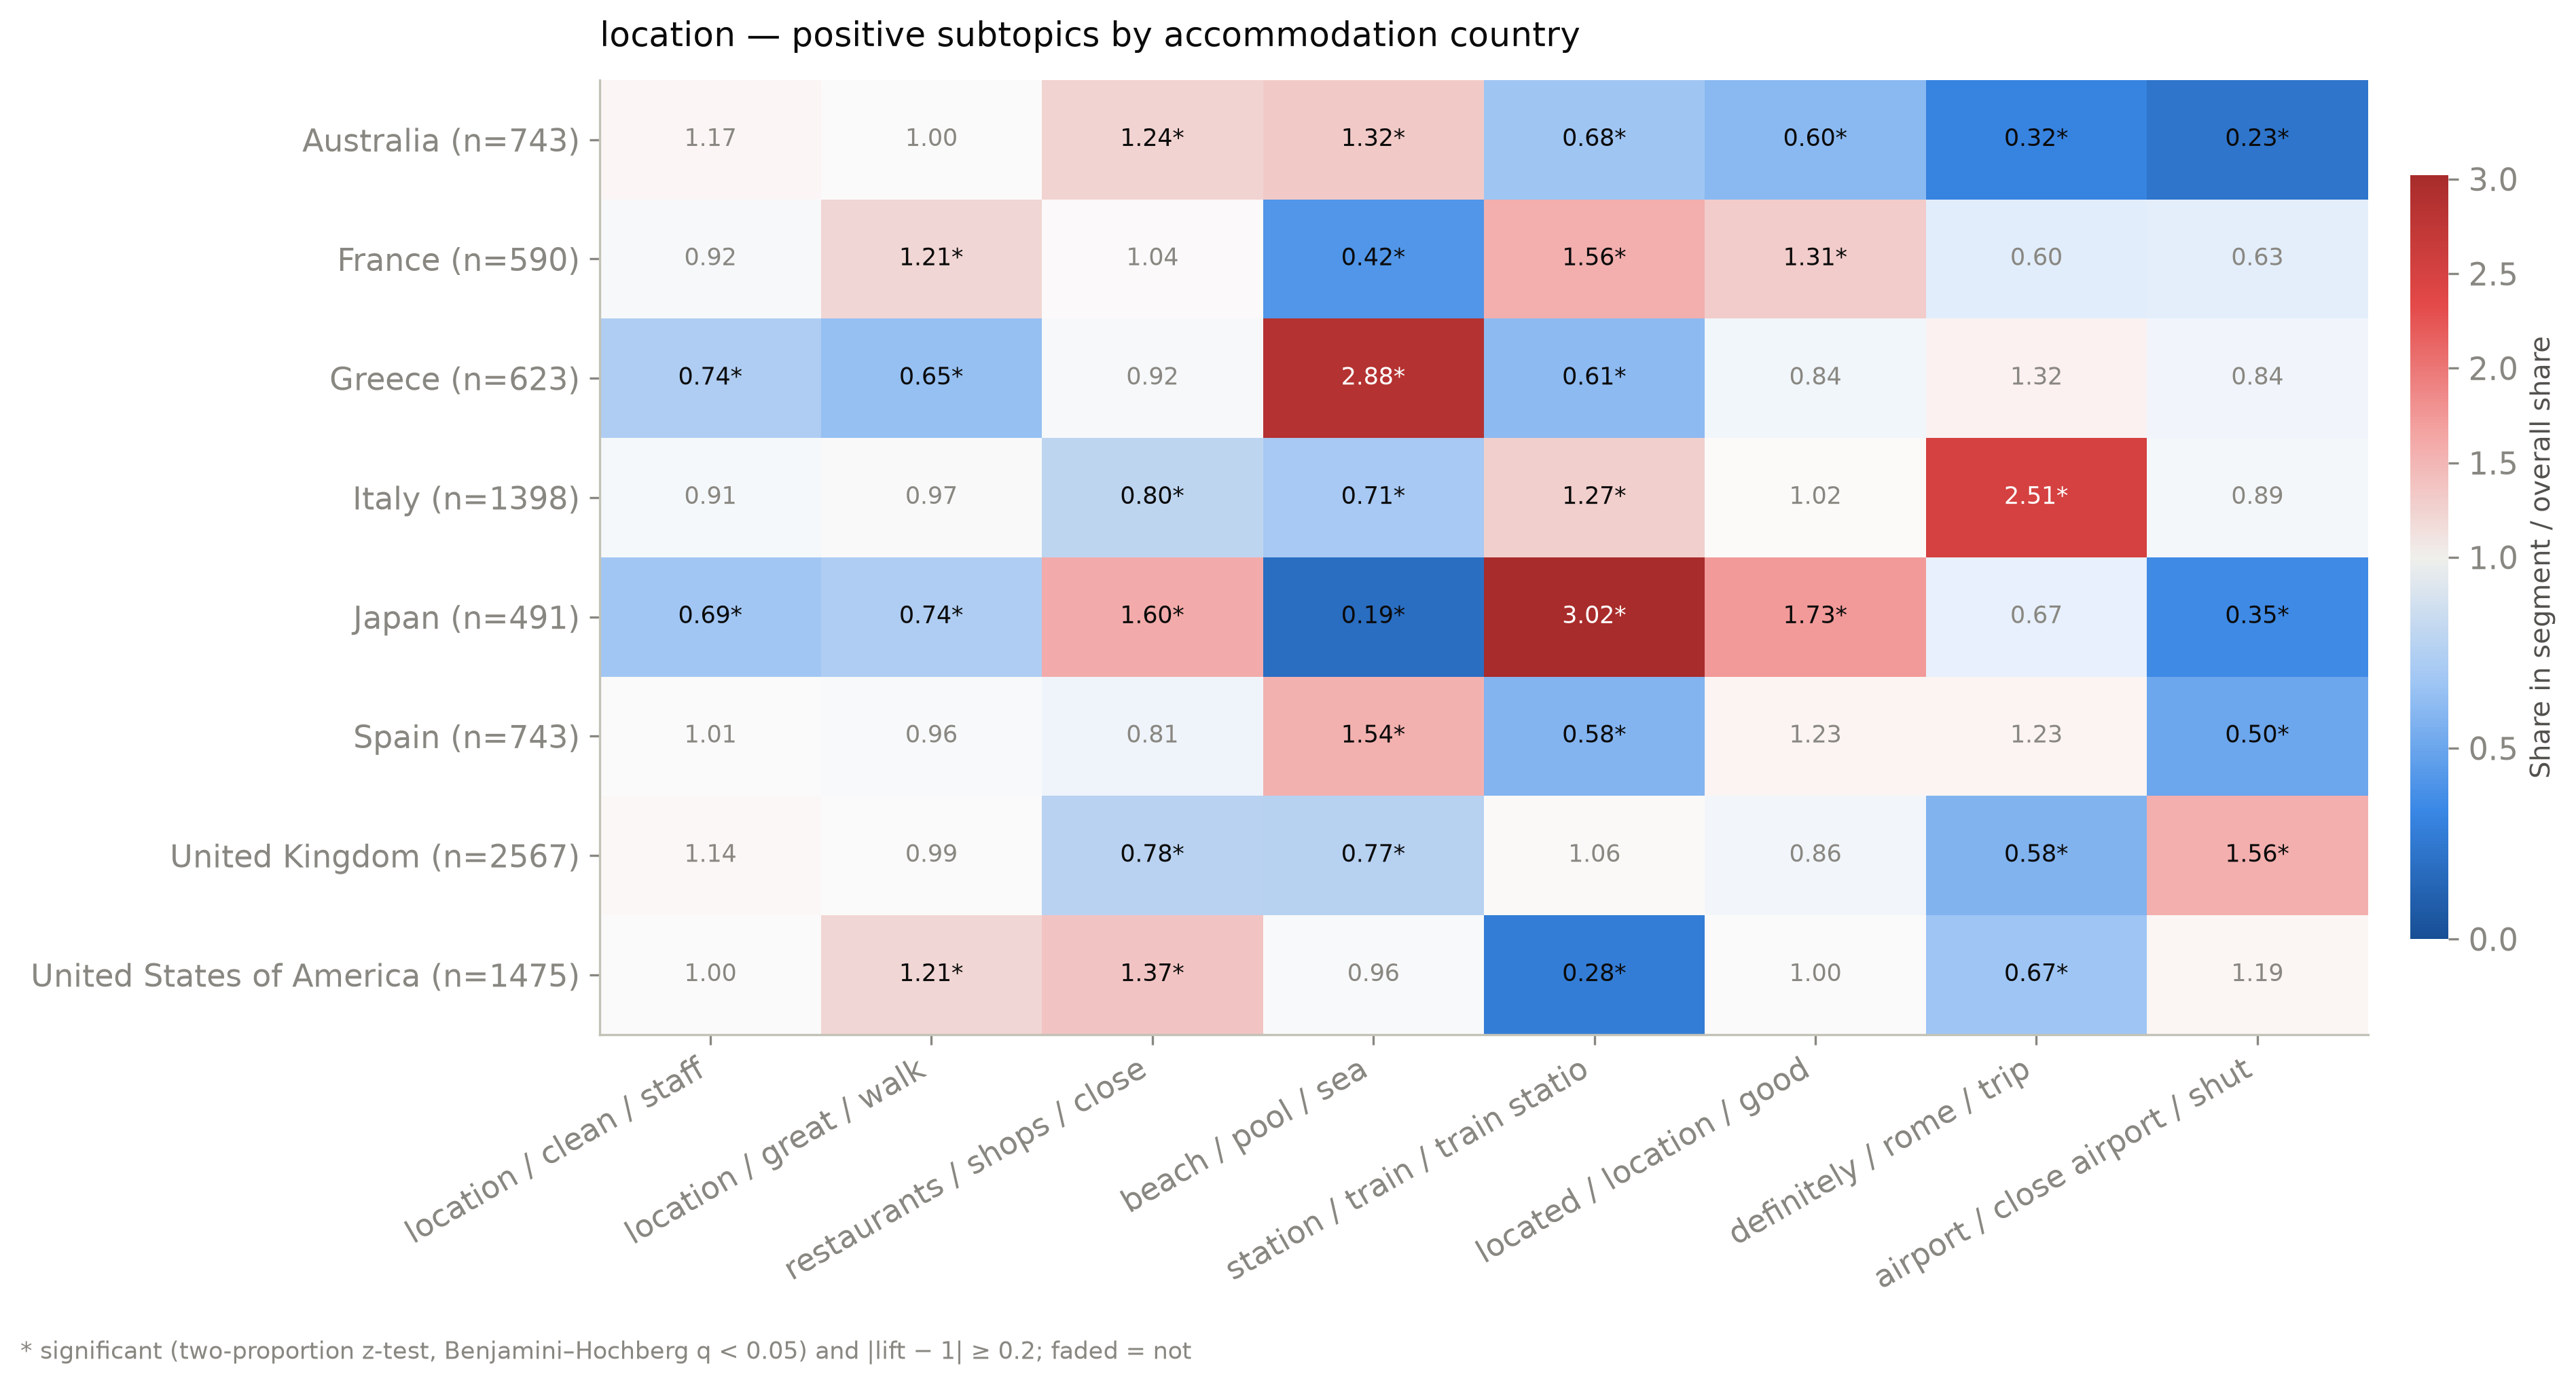 location — positive subtopics by accommodation country
Australia (n=743) 1.17 1.00 1.24* 1.32* 0.68* 0.60* 0.32* 0.23*
France (n=590) 0.92 1.21* 1.04 0.42* 1.56* 1.31* 0.60 0.63
Greece (n=623) 0.74* 0.65* 0.92 2.88* 0.61* 0.84 1.32 0.84
Italy (n=1398) 0.91 0.97 0.80* 0.71* 1.27* 1.02 2.51* 0.89
Japan (n=491) 0.69* 0.74* 1.60* 0.19* 3.02* 1.73* 0.67 0.35*
Spain (n=743) 1.01 0.96 0.81 1.54* 0.58* 1.23 1.23 0.50*
United Kingdom (n=2567) 1.14 0.99 0.78* 0.77* 1.06 0.86 0.58* 1.56*
United States of America (n=1475) 1.00 1.21* 1.37* 0.96 0.28* 1.00 0.67* 1.19
location / clean / staff
location / great / walk
restaurants / shops / close
beach / pool / sea
station / train / train statio
located / location / good
definitely / rome / trip
airport / close airport / shut
3.0
2.5
2.0
1.5
1.0
0.5
0.0
Share in segment / overall share
* significant (two-proportion z-test, Benjamini–Hochberg q < 0.05) and |lift − 1| ≥ 0.2; faded = not